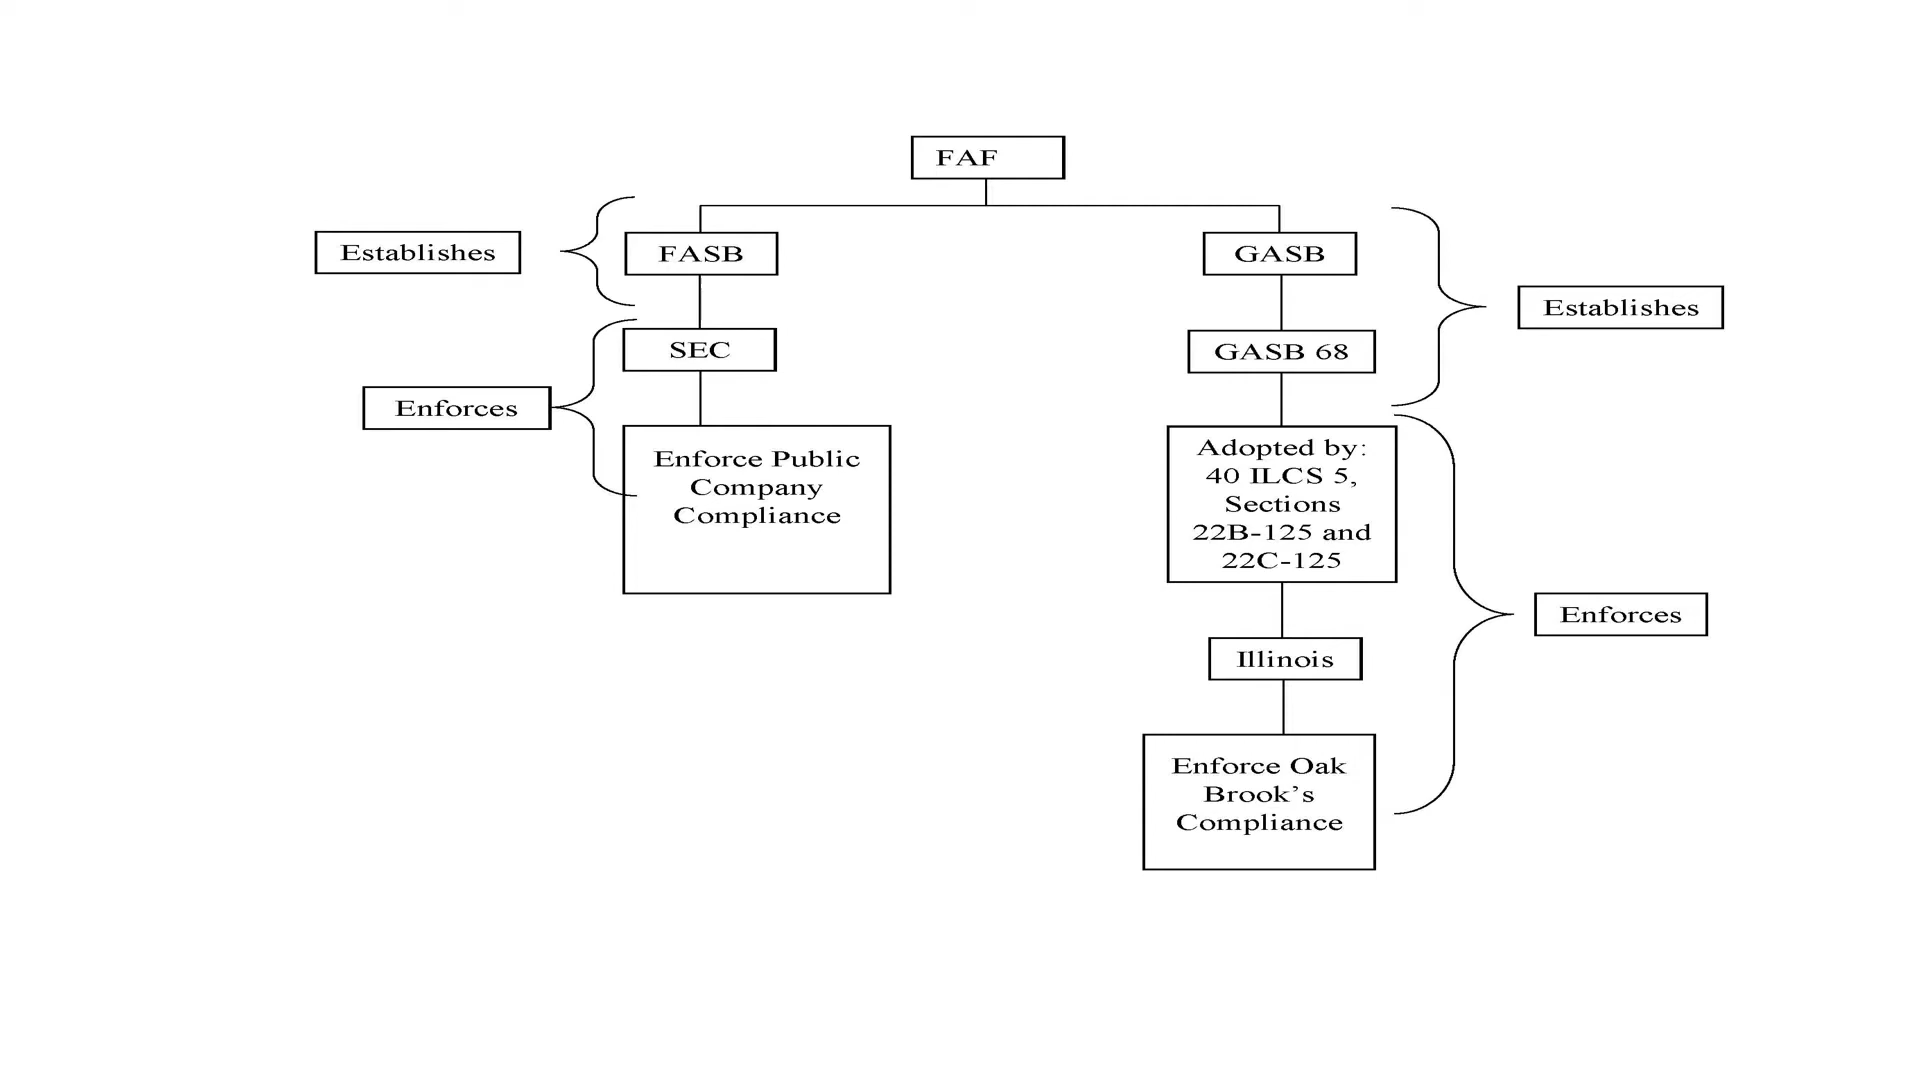 FAF
Establishes
FASB
GASB
Establishes
SEC
GASB 68
Enforces
Enforce Public
Company
Compliance
Adopted by:
40 ILCS 5,
Sections
22B-125 and
22C-125
Enforces
Illinois
Enforce Oak
Brook’s
Compliance